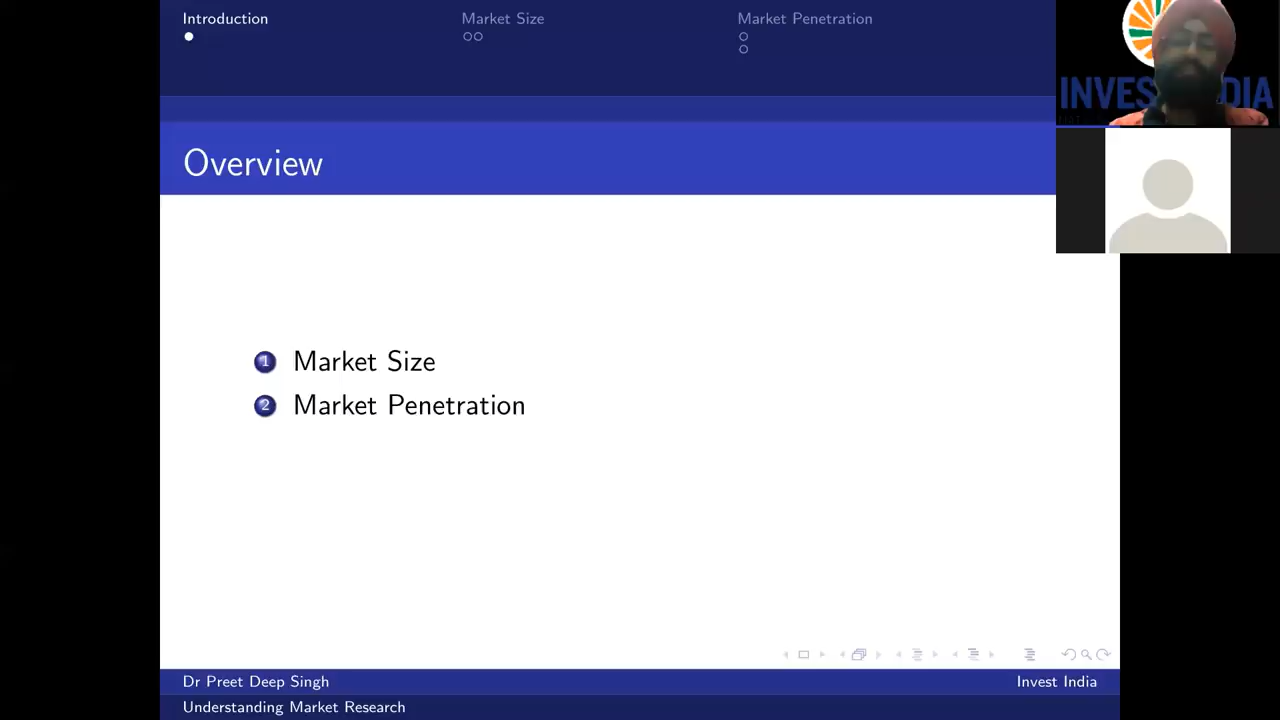 Introduction
Market Size
Market Penetration
Overview
1 Market Size
2 Market Penetration
Dr Preet Deep Singh
Invest India
Understanding Market Research